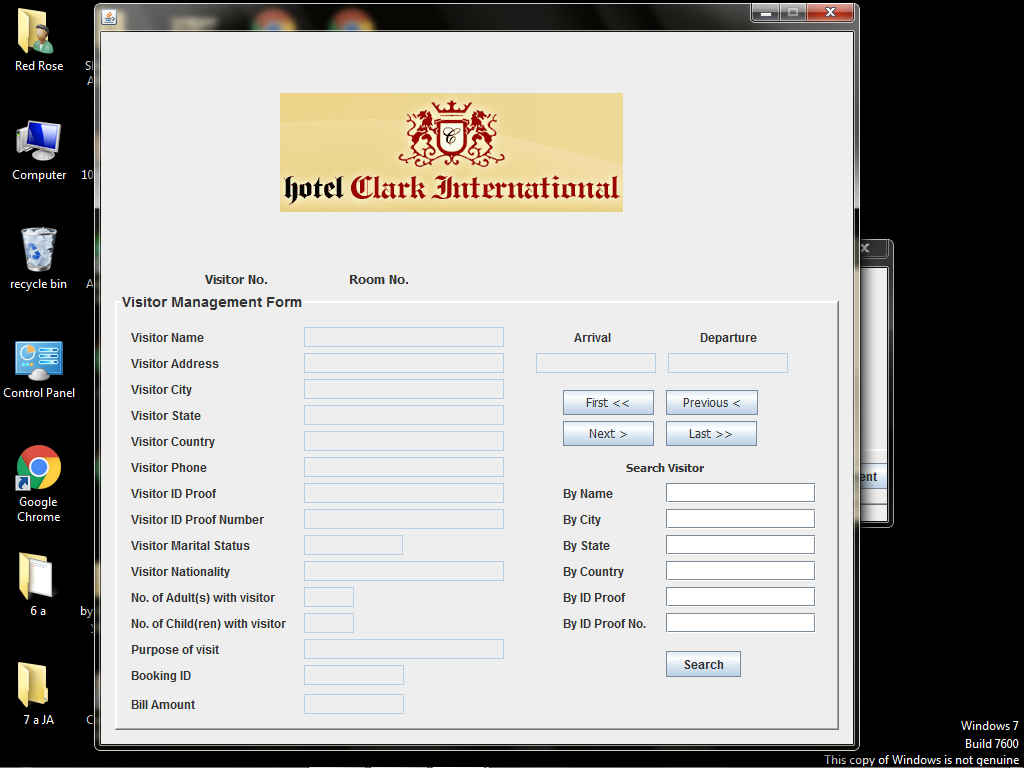 Red Rose
Computer
recycle bin
Control Panel
Google
Chrome
6 a
7 a JA
10
by
hotel Clark International
Visitor No. Room No.
Visitor Management Form
Visitor Name
Visitor Address
Visitor City
Visitor State
Visitor Country
Visitor Phone
Visitor ID Proof
Visitor ID Proof Number
Visitor Marital Status
Visitor Nationality
No. of Adult(s) with visitor
No. of Child(ren) with visitor
Purpose of visit
Booking ID
Bill Amount
Arrival Departure
First << Previous <
Next > Last >>
Search Visitor
By Name
By City
By State
By Country
By ID Proof
By ID Proof No.
Search
ent
Windows 7
Build 7600
This copy of Windows is not genuine